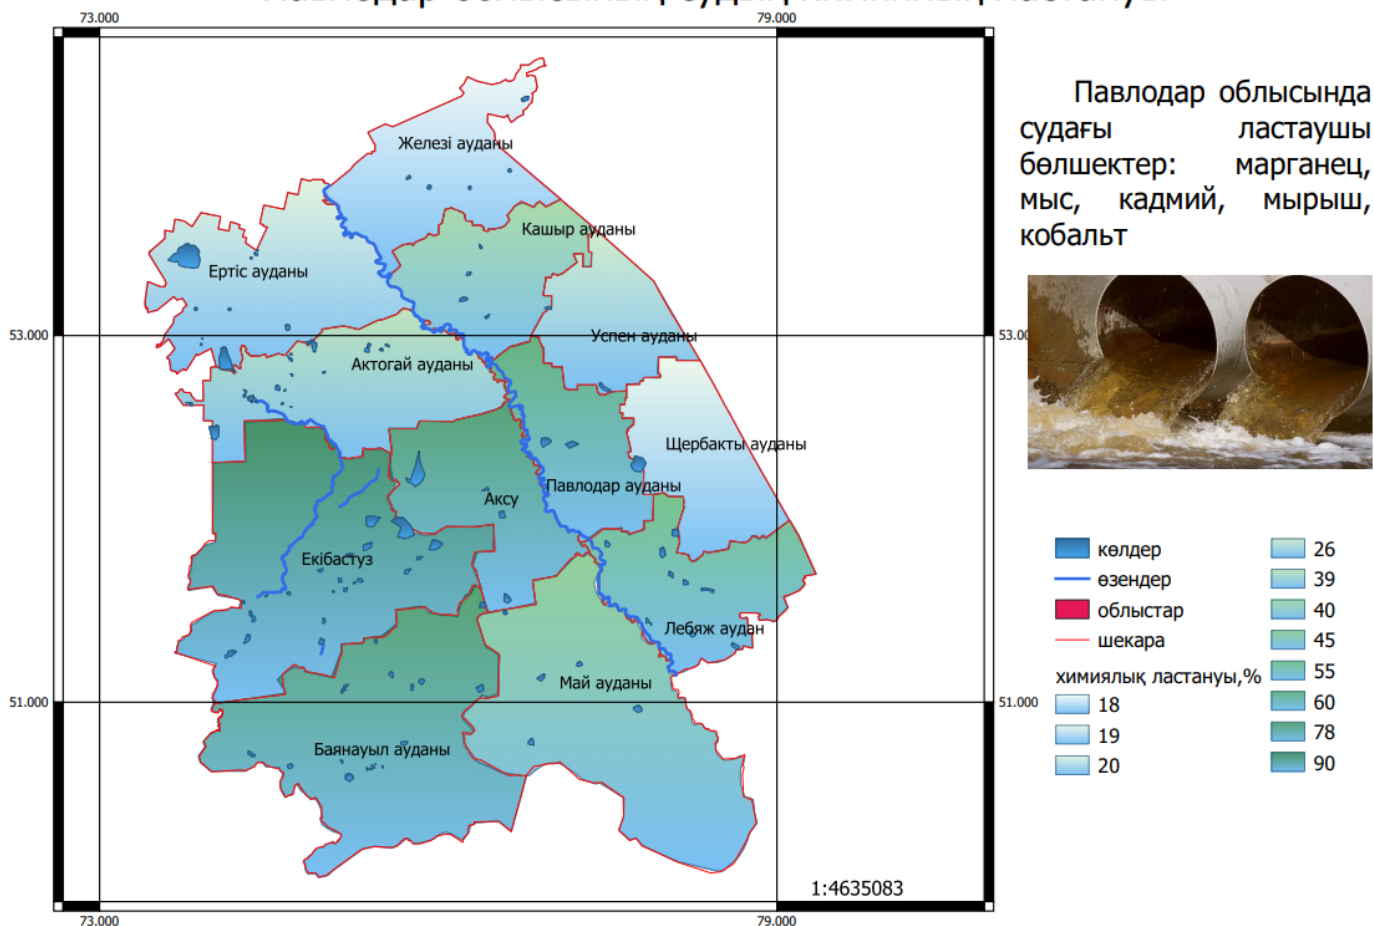 73.000
79.000
Павлодар облысында
судағы ластаушы
бөлшектер: марганец,
мыс, кадмий, мырыш,
кобальт
Железі ауданы
Кашыр ауданы
Ертіс ауданы
53.000
Успен ауданы
53.00
Актогай ауданы
Щербакты ауданы
Павлодар ауданы
Аксу
Екібастуз
Лебяж аудан
Май ауданы
51.000
51.000
Баянауыл ауданы
1:4635083
73.000
79.000
көлдер
өзендер
облыстар
шекара
химиялық ластануы,%
18
19
20
26
39
40
45
55
60
78
90